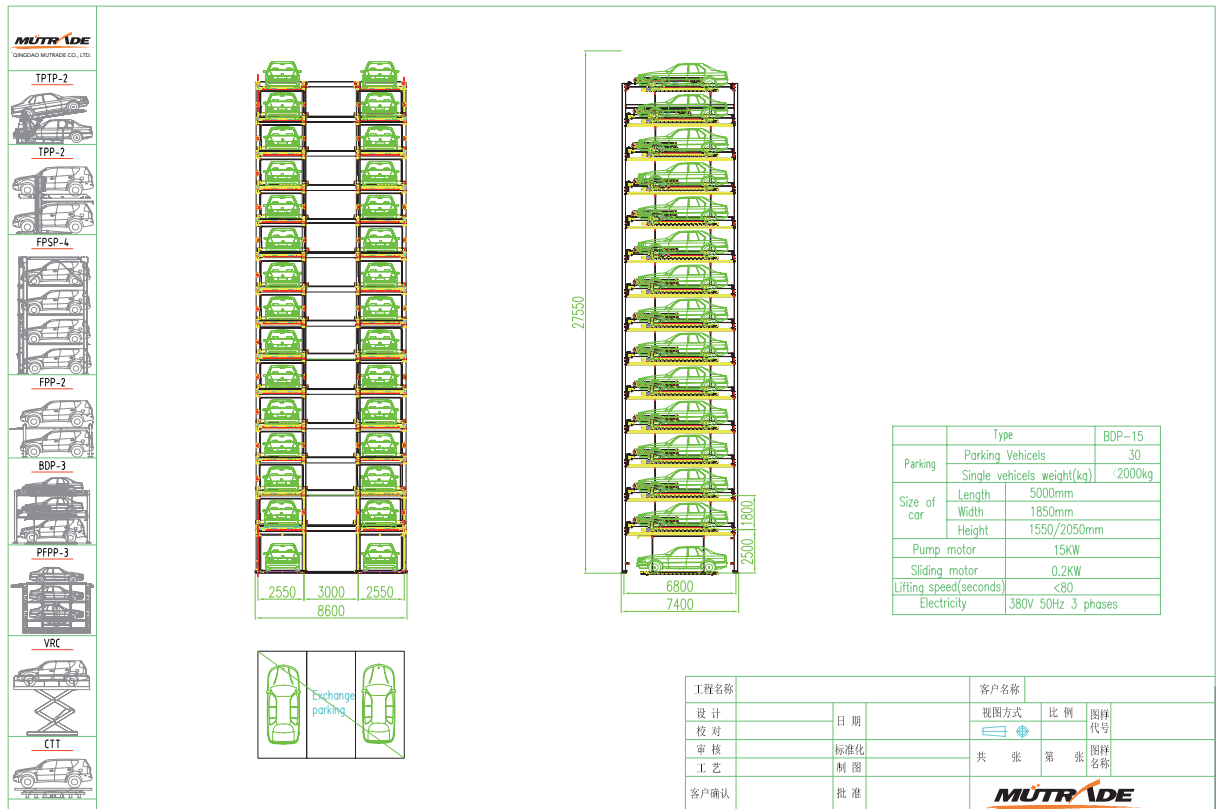 MUTRADE
QINGDAO MUTRADE CO., LTD.
TPTP-2
TPP-2
FPSP-4
FPP-2
BDP-3
PFPP-3
VRC
CTT
2550 3000 2550
8600
27550
1800
2500
6800
7400
Exchange
parking
Type BDP-15
Parking
Parking Vehicels 30
Single vehicels weight(kg) <2000kg
Size of
car
Length 5000mm
Width 1850mm
Height 1550/2050mm
Pump motor 15KW
Sliding motor 0.2KW
Lifting speed(seconds) <80
Electricity 380V 50Hz 3 phases
工程名称 客户名称
设 计 日 期 视图方式 比 例 图样
代号
校 对
审 核 标准化 共 张 第 张 图样
名称
工 艺 制 图
客户确认 批 准 MUTRADE